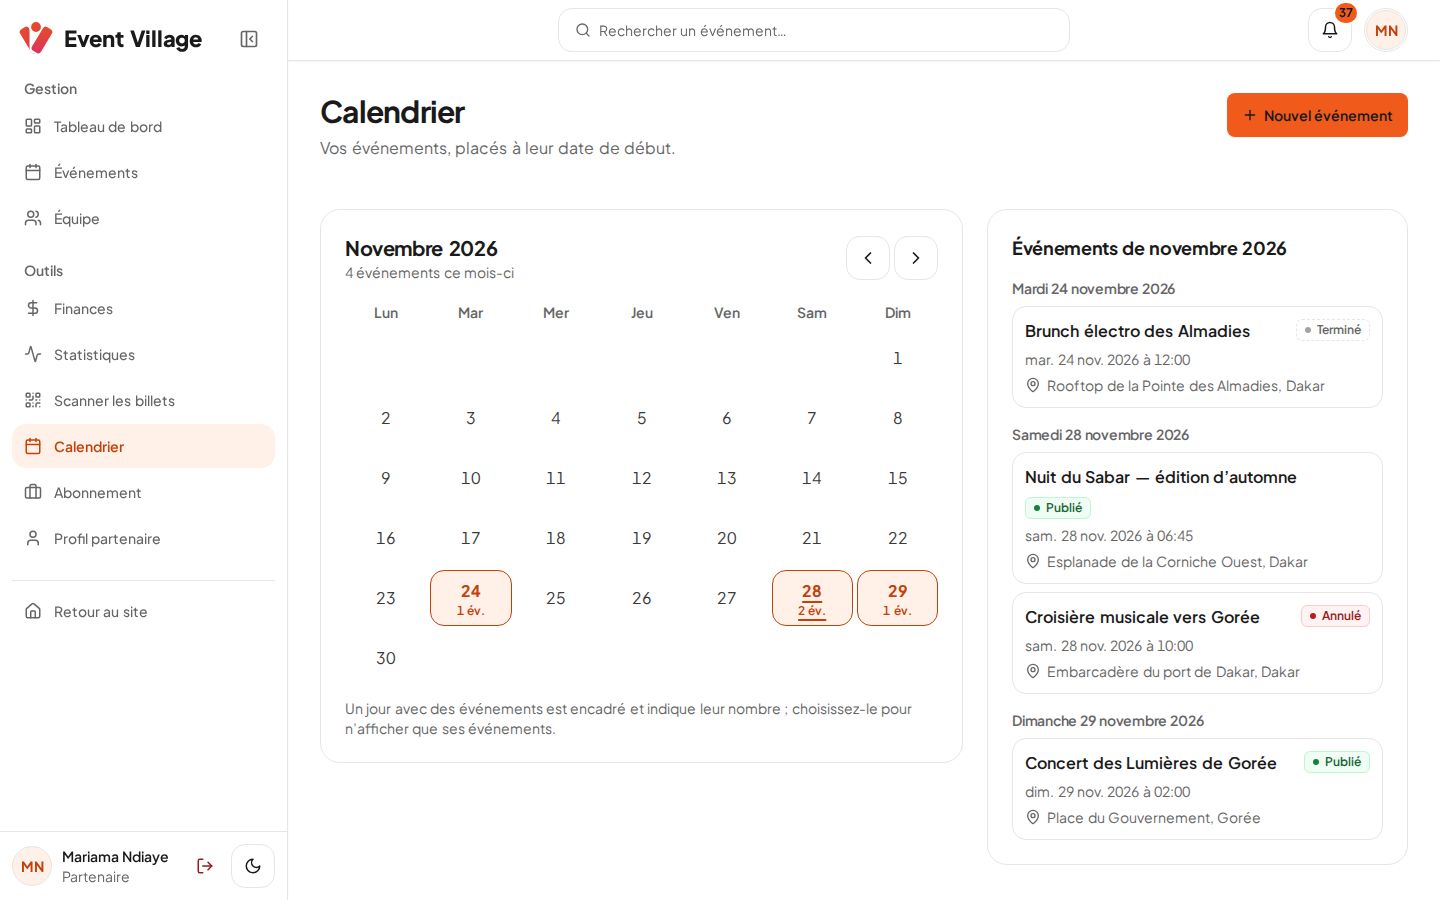 Event Village
Gestion
Tableau de bord
Événements
Équipe
Outils
Finances
Statistiques
Scanner les billets
Calendrier
Abonnement
Profil partenaire
Retour au site
MN
Mariama Ndiaye
Partenaire
Rechercher un événement…
37
MN
Calendrier
Vos événements, placés à leur date de début.
+ Nouvel événement
Novembre 2026
4 événements ce mois-ci
Lun Mar Mer Jeu Ven Sam Dim
1
2 3 4 5 6 7 8
9 10 11 12 13 14 15
16 17 18 19 20 21 22
23 24 25 26 27 28 29
1 év. 2 év. 1 év.
30
Un jour avec des événements est encadré et indique leur nombre ; choisissez-le pour
n’afficher que ses événements.
Événements de novembre 2026
Mardi 24 novembre 2026
Brunch électro des Almadies Terminé
mar. 24 nov. 2026 à 12:00
Rooftop de la Pointe des Almadies, Dakar
Samedi 28 novembre 2026
Nuit du Sabar — édition d’automne
Publié
sam. 28 nov. 2026 à 06:45
Esplanade de la Corniche Ouest, Dakar
Croisière musicale vers Gorée Annulé
sam. 28 nov. 2026 à 10:00
Embarcadère du port de Dakar, Dakar
Dimanche 29 novembre 2026
Concert des Lumières de Gorée Publié
dim. 29 nov. 2026 à 02:00
Place du Gouvernement, Gorée